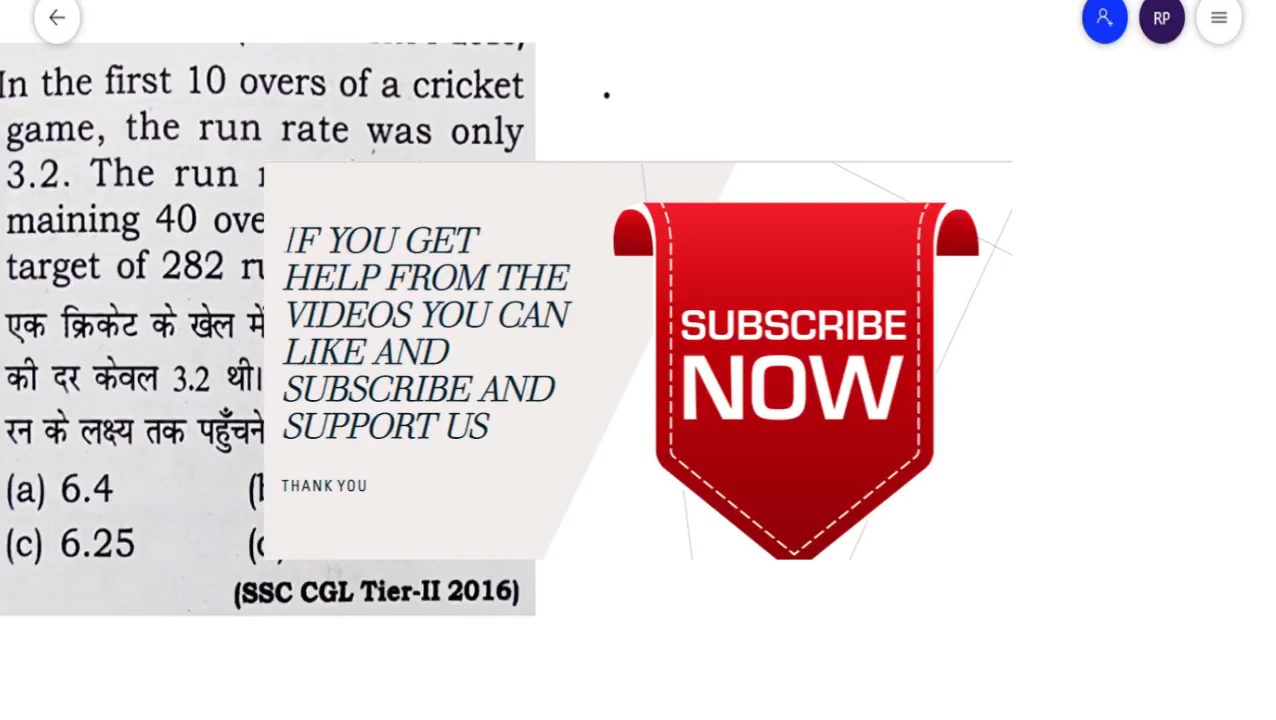 RP
In the first 10 overs of a cricket
game, the run rate was only
3.2. The run
maining 40
target of 282
एक क्रिकेट के खेल में
की दर केवल 3.2 थी।
रन के लक्ष्य तक पहुँचने
(a) 6.4
(c) 6.25
(SSC CGL Tier-II 2016)
IF YOU GET
HELP FROM THE
VIDEOS YOU CAN
LIKE AND
SUBSCRIBE AND
SUPPORT US
THANK YOU
SUBSCRIBE
NOW